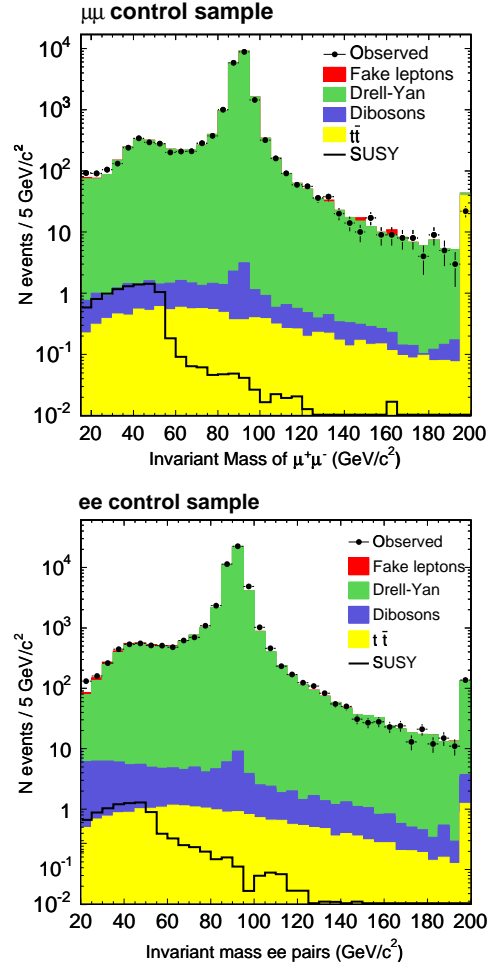 μμ control sample
N events / 5 GeV/c²
10⁴
10³
10²
10
1
10⁻¹
10⁻²
Observed
Fake leptons
Drell-Yan
Dibosons
tt̄
SUSY
20 40 60 80 100 120 140 160 180 200
Invariant Mass of μ⁺μ⁻ (GeV/c²)
ee control sample
N events / 5 GeV/c²
10⁴
10³
10²
10
1
10⁻¹
10⁻²
Observed
Fake leptons
Drell-Yan
Dibosons
t t̄
SUSY
20 40 60 80 100 120 140 160 180 200
Invariant mass ee pairs (GeV/c²)